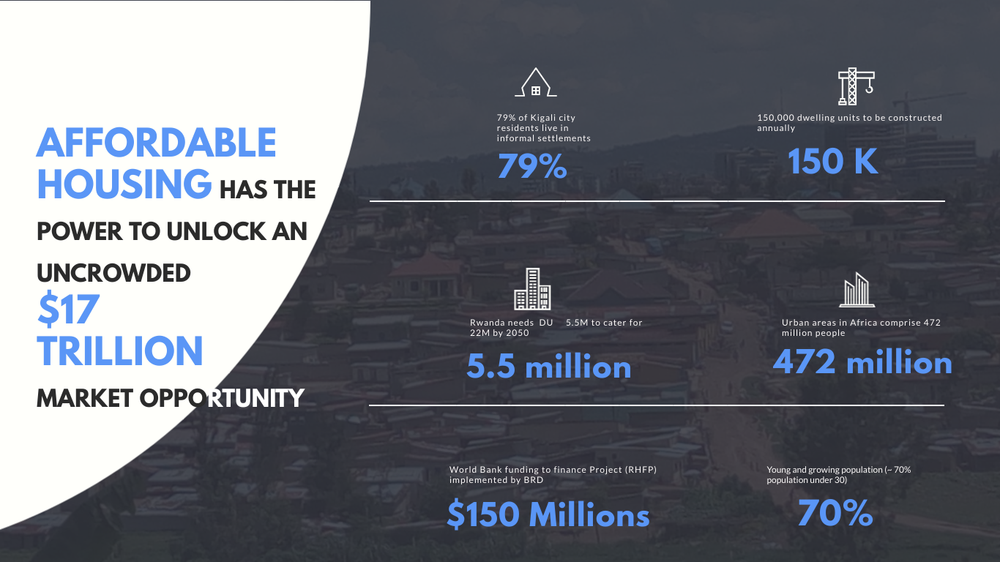 AFFORDABLE
HOUSING HAS THE
POWER TO UNLOCK AN
UNCROWDED
$17
TRILLION
MARKET OPPORTUNITY
79% of Kigali city
residents live in
informal settlements
79%
150,000 dwelling units to be constructed
annually
150 K
Rwanda needs DU 5.5M to cater for
22M by 2050
5.5 million
Urban areas in Africa comprise 472
million people
472 million
World Bank funding to finance Project (RHFP)
implemented by BRD
$150 Millions
Young and growing population (~ 70%
population under 30)
70%